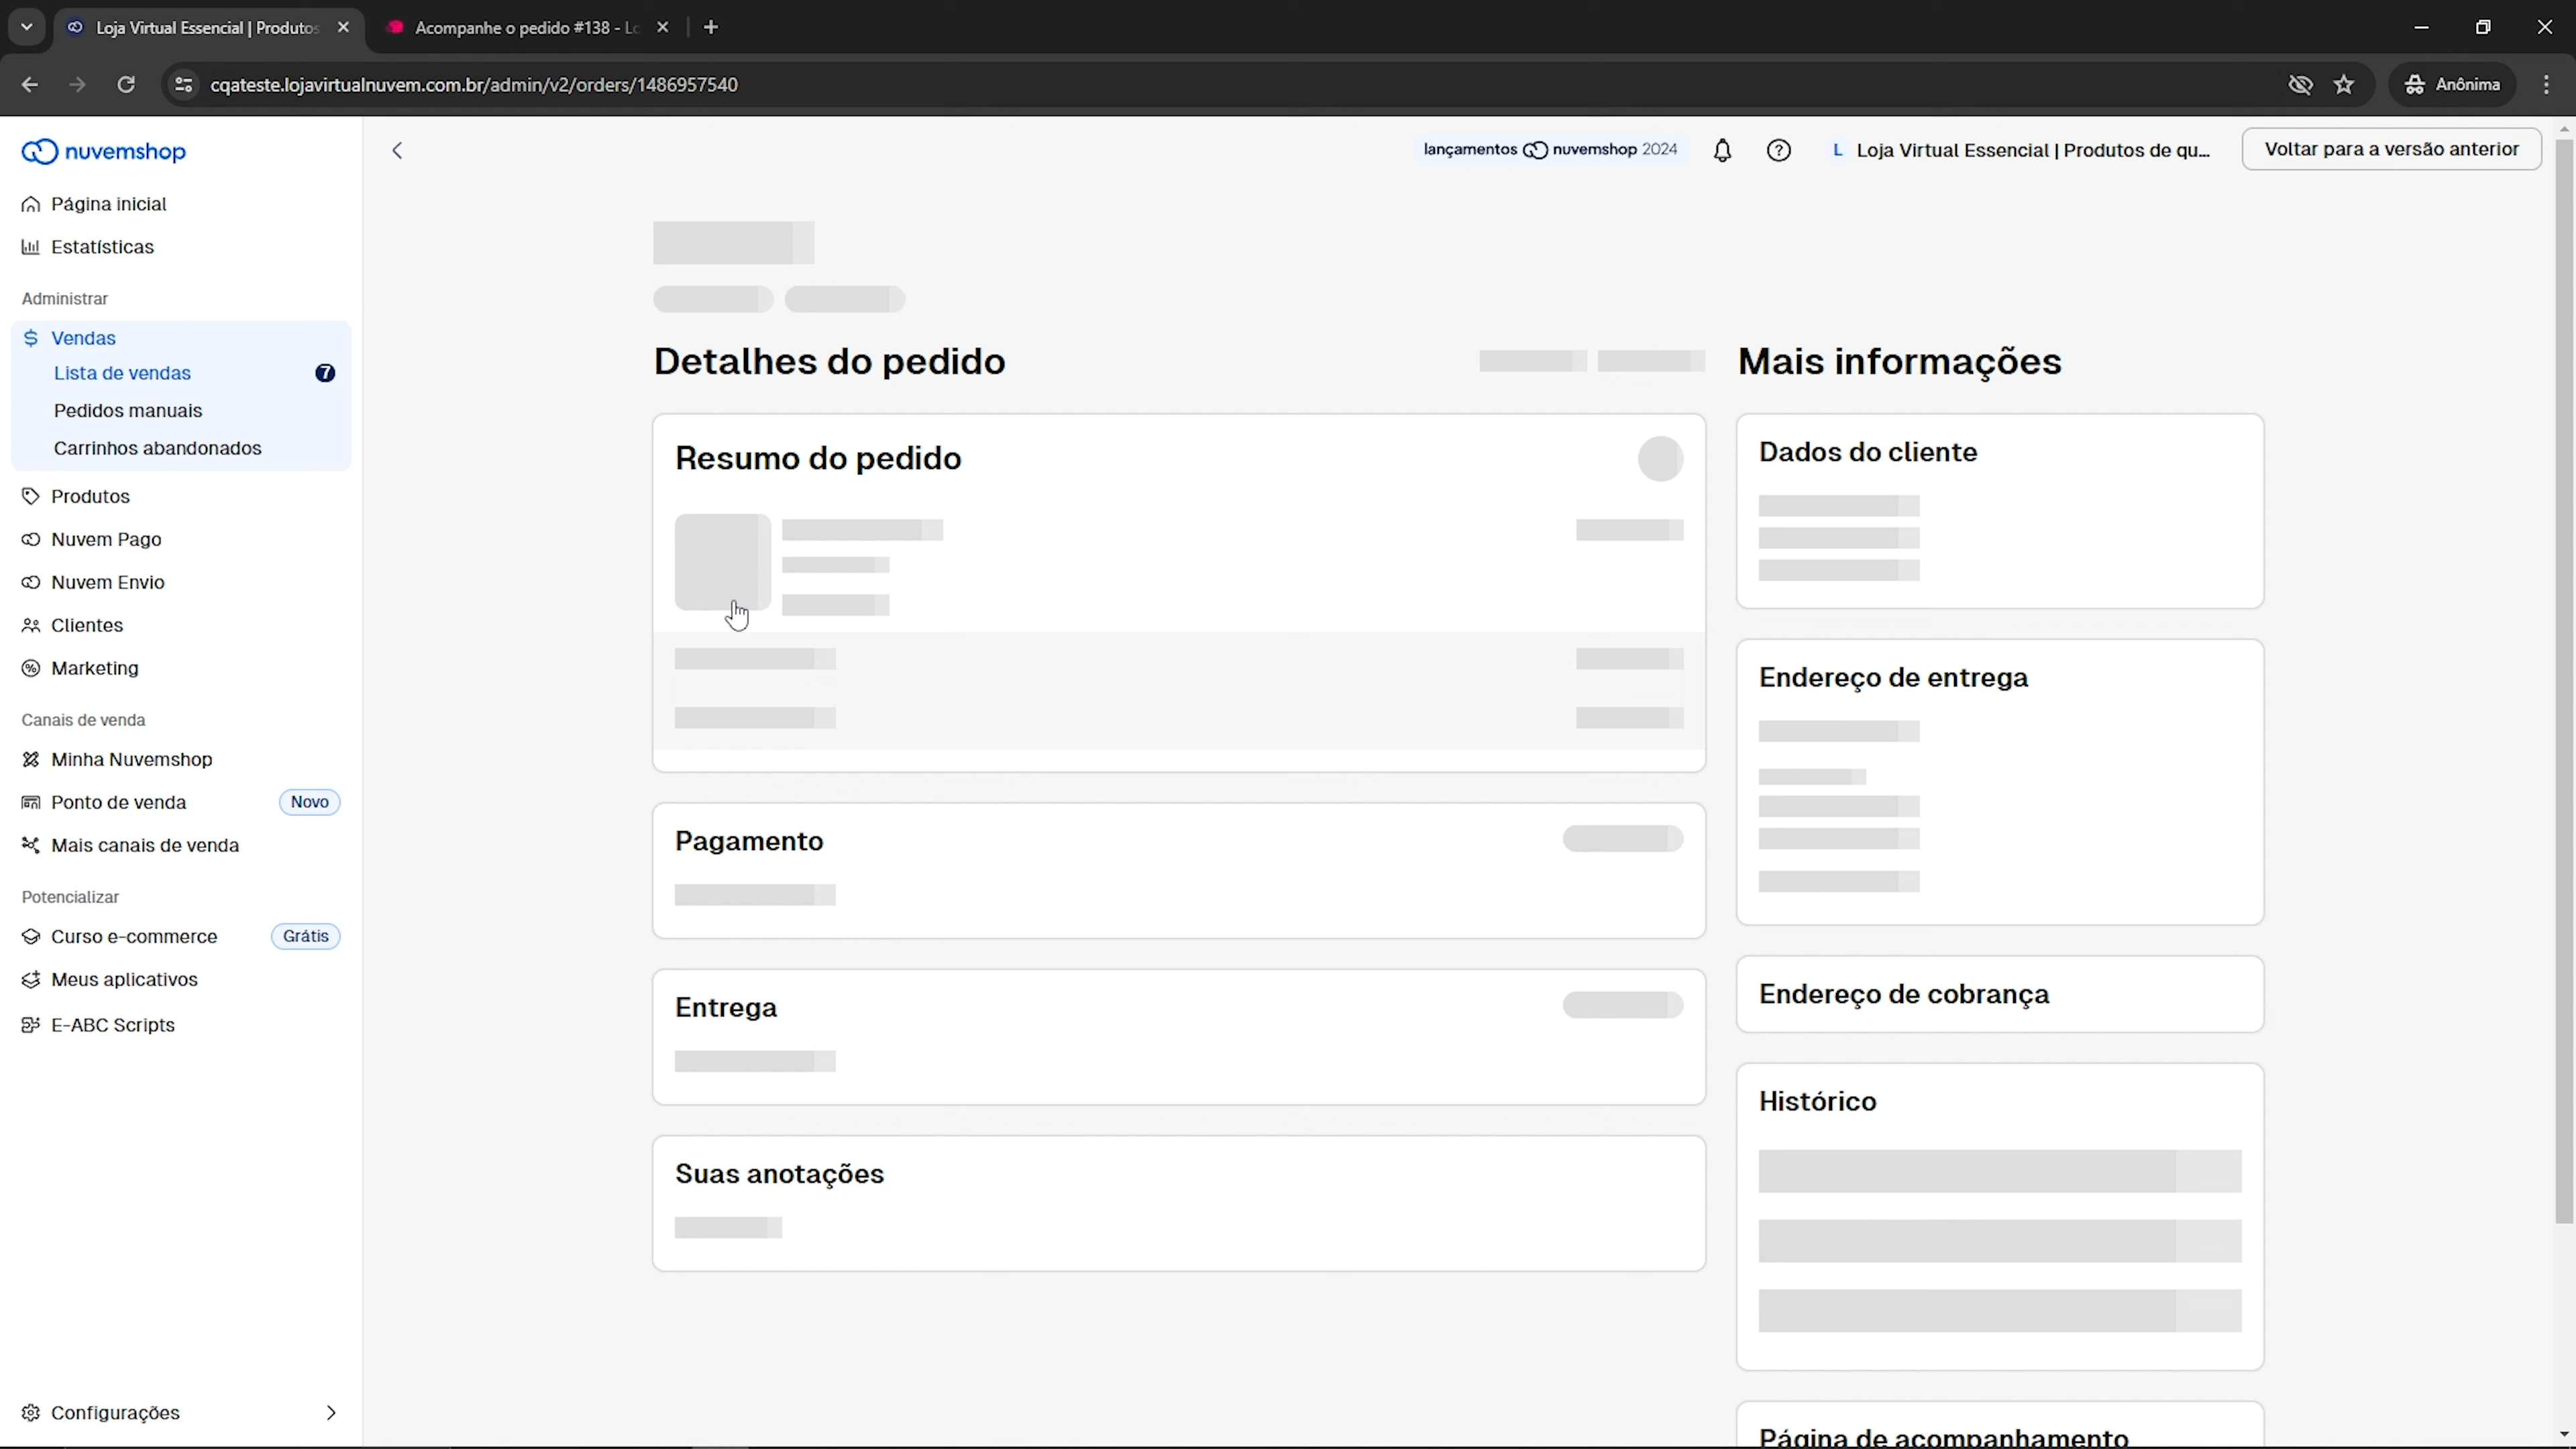 Loja Virtual Essencial | Produtos
Acompanhe o pedido #138 - Lo
cqateste.lojavirtualnuvem.com.br/admin/v2/orders/1486957540
Anônima
nuvemshop
lançamentos nuvemshop 2024
L Loja Virtual Essencial | Produtos de qu...
Voltar para a versão anterior
Página inicial
Estatísticas
Administrar
Vendas
Lista de vendas 7
Pedidos manuais
Carrinhos abandonados
Produtos
Nuvem Pago
Nuvem Envio
Clientes
Marketing
Canais de venda
Minha Nuvemshop
Ponto de venda Novo
Mais canais de venda
Potencializar
Curso e-commerce Grátis
Meus aplicativos
E-ABC Scripts
Configurações
Detalhes do pedido
Resumo do pedido
Pagamento
Entrega
Suas anotações
Mais informações
Dados do cliente
Endereço de entrega
Endereço de cobrança
Histórico
Página de acompanhamento